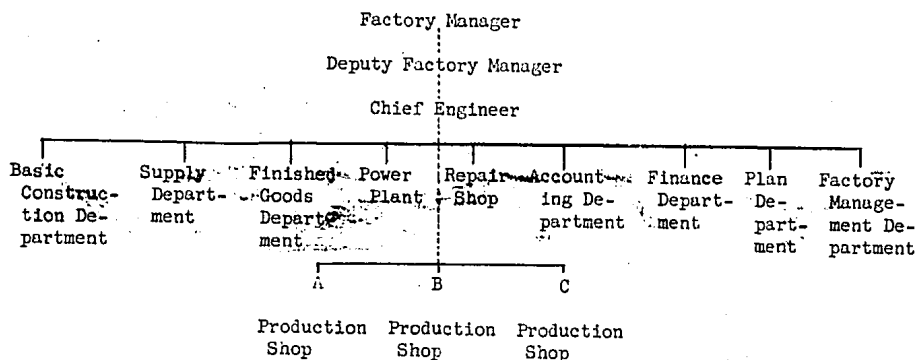 Factory Manager
Deputy Factory Manager
Chief Engineer
Basic Construc- tion De- partment
Supply Depart- ment
Finished Goods Depart- ment
Power Plant
Repair Shop
Account- ing De- partment
Finance Depart- ment
Plan De- part- ment
Factory Manage- ment De- partment
A B C
Production Shop
Production Shop
Production Shop